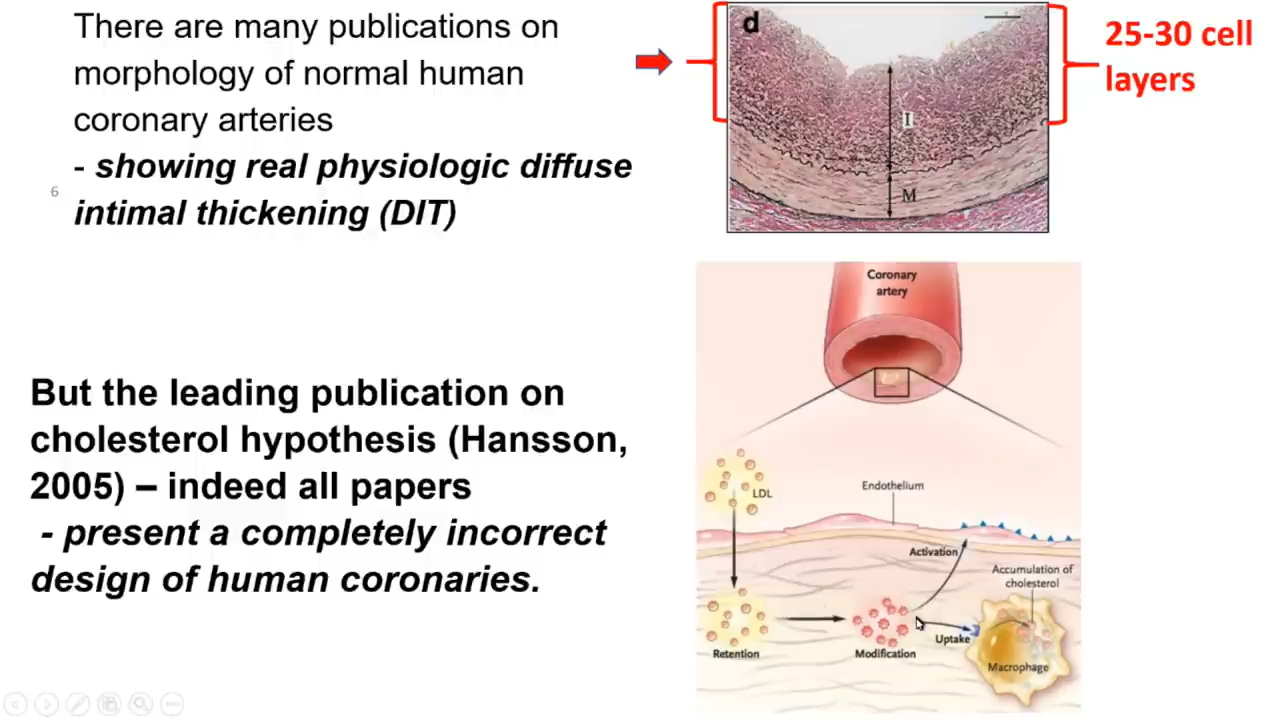 There are many publications on
morphology of normal human
coronary arteries
- showing real physiologic diffuse
intimal thickening (DIT)
6
d
I
M
25-30 cell
layers
But the leading publication on
cholesterol hypothesis (Hansson,
2005) – indeed all papers
- present a completely incorrect
design of human coronaries.
Coronary
artery
LDL
Endothelium
Activation
Accumulation of
cholesterol
Retention
Modification
Uptake
Macrophage